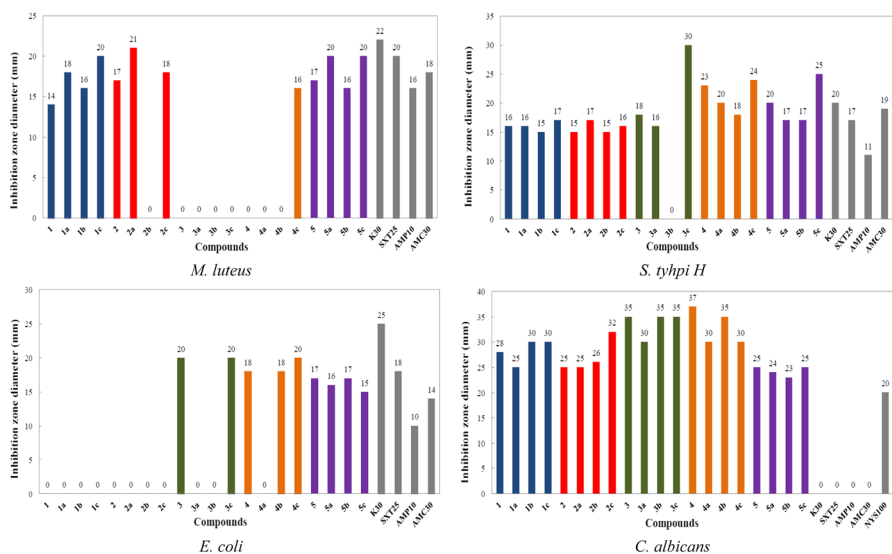 25
20
15
10
5
0
Inhibition zone diameter (mm)
14 18 16 20 17 21 0 18 0 0 0 0 0 0 0 16 17 20 16 20 22 20 16 18
1 1a 1b 1c 2 2a 2b 2c 3 3a 3b 3c 4 4a 4b 4c 5 5a 5b 5c K30 SXT25 AMP10 AMC30
Compounds
M. luteus
35
30
25
20
15
10
5
0
Inhibition zone diameter (mm)
16 16 15 17 15 17 15 16 18 16 0 30 23 20 18 24 20 17 17 25 20 17 11 19
1 1a 1b 1c 2 2a 2b 2c 3 3a 3b 3c 4 4a 4b 4c 5 5a 5b 5c K30 SXT25 AMP10 AMC30
Compounds
S. tyhpi H
30
25
20
15
10
5
0
Inhibition zone diameter (mm)
0 0 0 0 0 0 0 0 20 0 0 20 18 0 18 20 17 16 17 15 25 18 10 14
1 1a 1b 1c 2 2a 2b 2c 3 3a 3b 3c 4 4a 4b 4c 5 5a 5b 5c K30 SXT25 AMP10 AMC30
Compounds
E. coli
40
35
30
25
20
15
10
5
0
Inhibition zone diameter (mm)
28 25 30 30 25 25 26 32 35 30 35 35 37 30 35 30 25 24 23 25 0 0 0 0 20
1 1a 1b 1c 2 2a 2b 2c 3 3a 3b 3c 4 4a 4b 4c 5 5a 5b 5c K30 SXT25 AMP10 AMC30 NYS100
Compounds
C. albicans